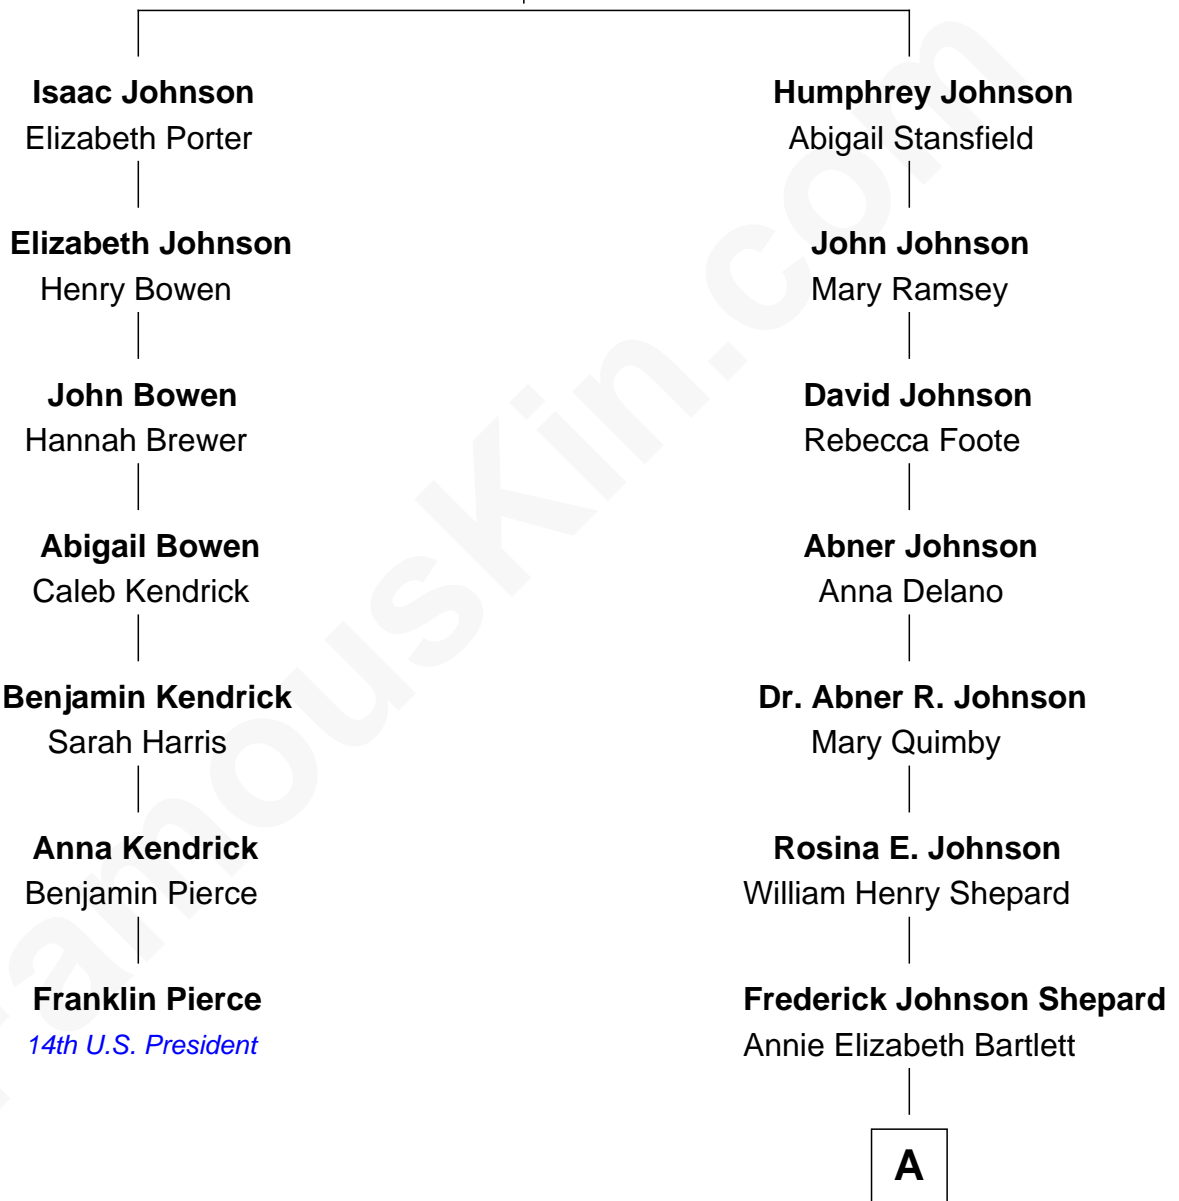 Isaac Johnson
Elizabeth Porter
Elizabeth Johnson
Henry Bowen
John Bowen
Hannah Brewer
Abigail Bowen
Caleb Kendrick
Benjamin Kendrick
Sarah Harris
Anna Kendrick
Benjamin Pierce
Franklin Pierce
14th U.S. President
Humphrey Johnson
Abigail Stansfield
John Johnson
Mary Ramsey
David Johnson
Rebecca Foote
Abner Johnson
Anna Delano
Dr. Abner R. Johnson
Mary Quimby
Rosina E. Johnson
William Henry Shepard
Frederick Johnson Shepard
Annie Elizabeth Bartlett
A
FamousKin.com